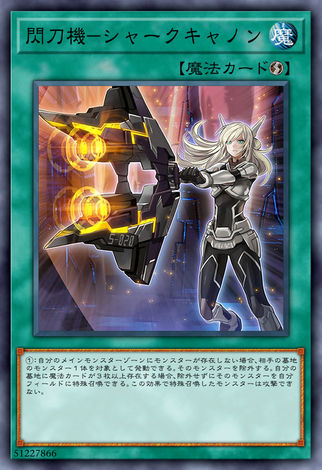 閃刀機-シャークキャノン 魔
【魔法カード】
S-020
①:自分のメインモンスターゾーンにモンスターが存在しない場合、相手の墓地
のモンスター1体を対象として発動できる。そのモンスターを除外する。自分の
墓地に魔法カードが3枚以上存在する場合、除外せずにそのモンスターを自分
フィールドに特殊召喚できる。この効果で特殊召喚したモンスターは攻撃でき
ない。
51227866